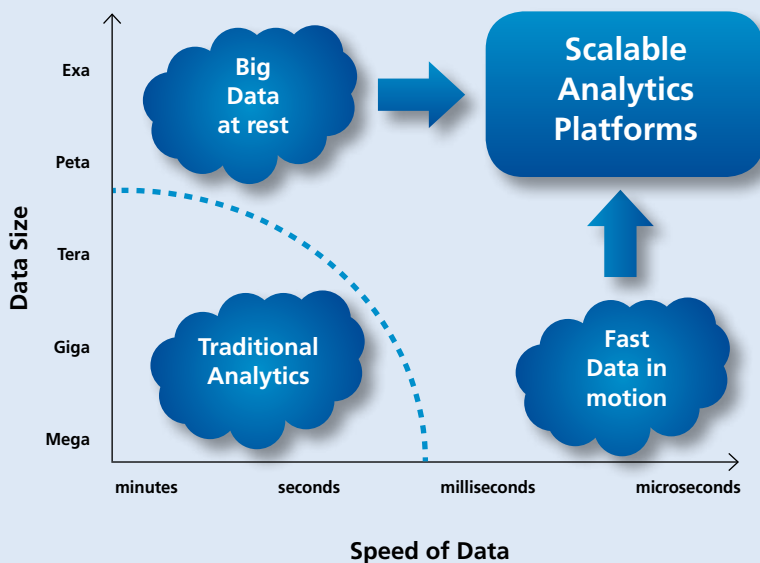 Exa
Peta
Tera
Giga
Mega
Data Size
Big
Data
at rest
Scalable
Analytics
Platforms
Traditional
Analytics
Fast
Data in
motion
minutes
seconds
milliseconds
microseconds
Speed of Data